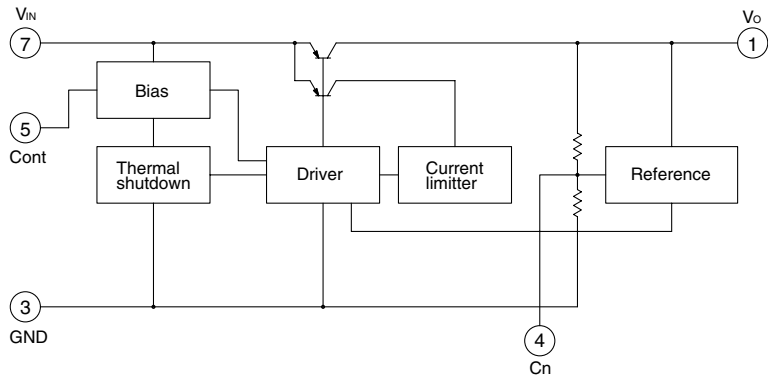 VIN
7
VO
1
Bias
5
Cont
Thermal
shutdown
Driver
Current
limitter
Reference
3
GND
4
Cn